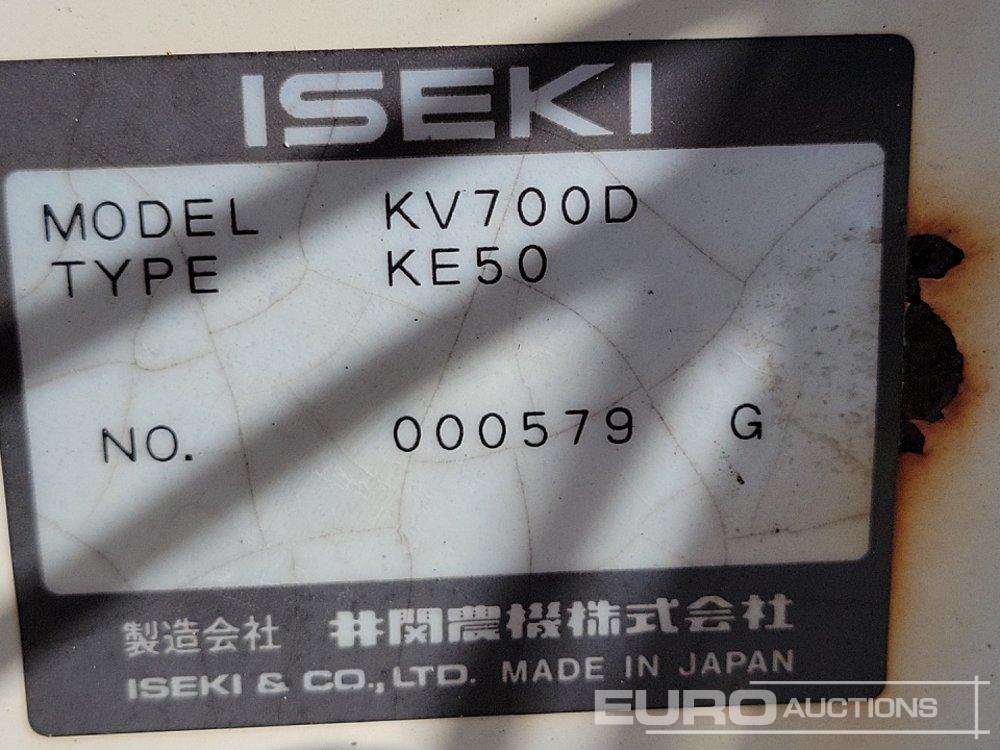 ISEKI
MODEL KV700D
TYPE KE50
NO. 000579 G
製造会社 井関農機株式会社
ISEKI & CO., LTD. MADE IN JAPAN
EURO AUCTIONS